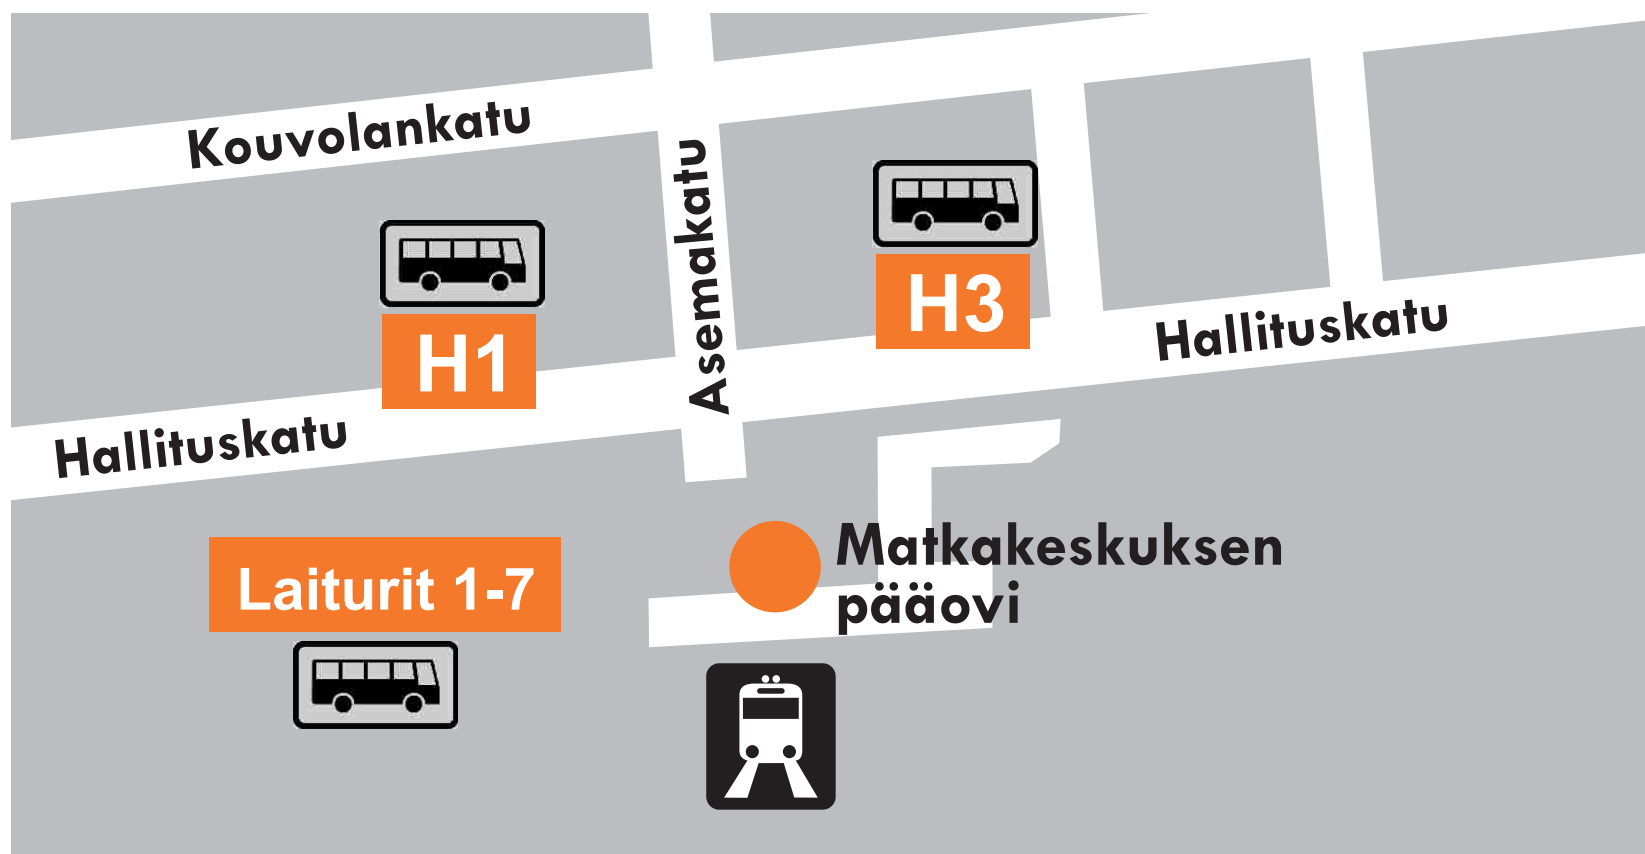 Kouvolankatu
Asemakatu
H1
H3
Hallituskatu
Hallituskatu
Laiturit 1-7
Matkakeskuksen
pääovi